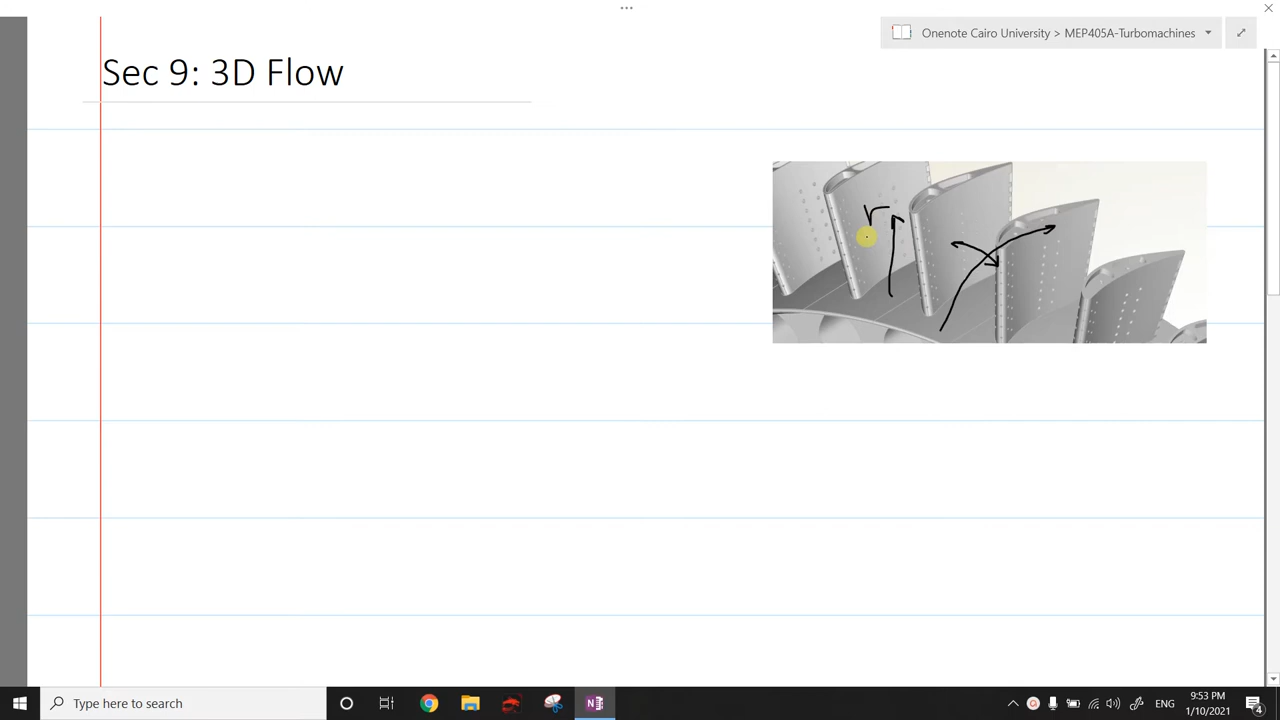 Onenote Cairo University > MEP405A-Turbomachines
Sec 9: 3D Flow
r
Type here to search
ENG
9:53 PM
1/10/2021
4